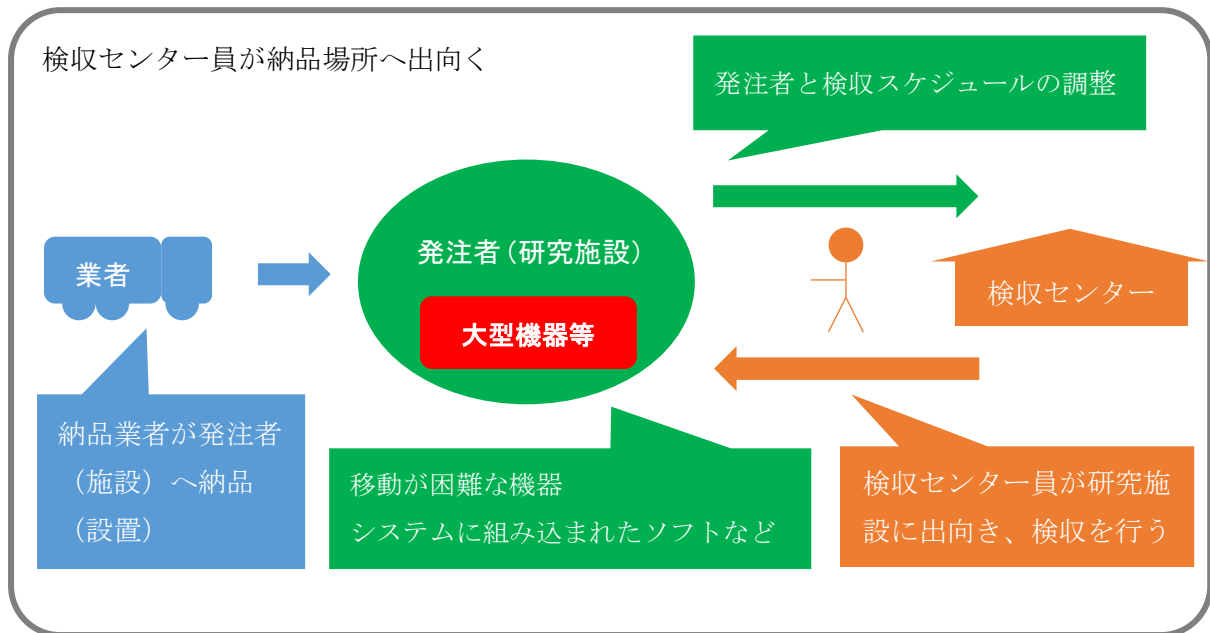 検収センター員が納品場所へ出向く
発注者と検収スケジュールの調整
業者
発注者（研究施設）
大型機器等
検収センター
納品業者が発注者
（施設）へ納品
（設置）
移動が困難な機器
システムに組み込まれたソフトなど
検収センター員が研究施
設に出向き、検収を行う